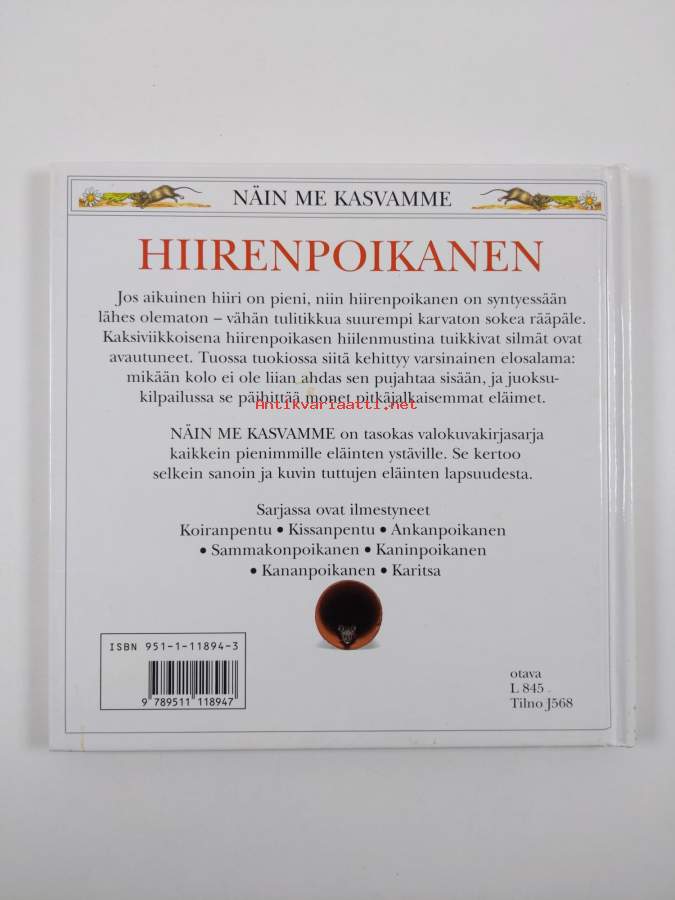 NÄIN ME KASVAMME
HIIRENPOIKANEN
Jos aikuinen hiiri on pieni, niin hiirenpoikanen on syntyessään
lähes olematon – vähän tulitikkua suurempi karvaton sokea rääpäle.
Kaksiviikkoisena hiirenpoikasen hiilenmustina tuikkivat silmät ovat
avautuneet. Tuossa tuokiossa siitä kehittyy varsinainen elosalama:
mikään kolo ei ole liian ahdas sen pujahtaa sisään, ja juoksu-
kilpailussa se päihittää monet pitkäjalkaisemmat eläimet.
Antikvariaatti.net
NÄIN ME KASVAMME on tasokas valokuvakirjasarja
kaikkein pienimmille eläinten ystäville. Se kertoo
selkein sanoin ja kuvin tuttujen eläinten lapsuudesta.
Sarjassa ovat ilmestyneet
Koiranpentu • Kissanpentu • Ankanpoikanen
• Sammakonpoikanen • Kaninpoikanen
• Kananpoikanen • Karitsa
ISBN 951-1-11894-3
9 789511 118947
otava
L 845
Tilno J568